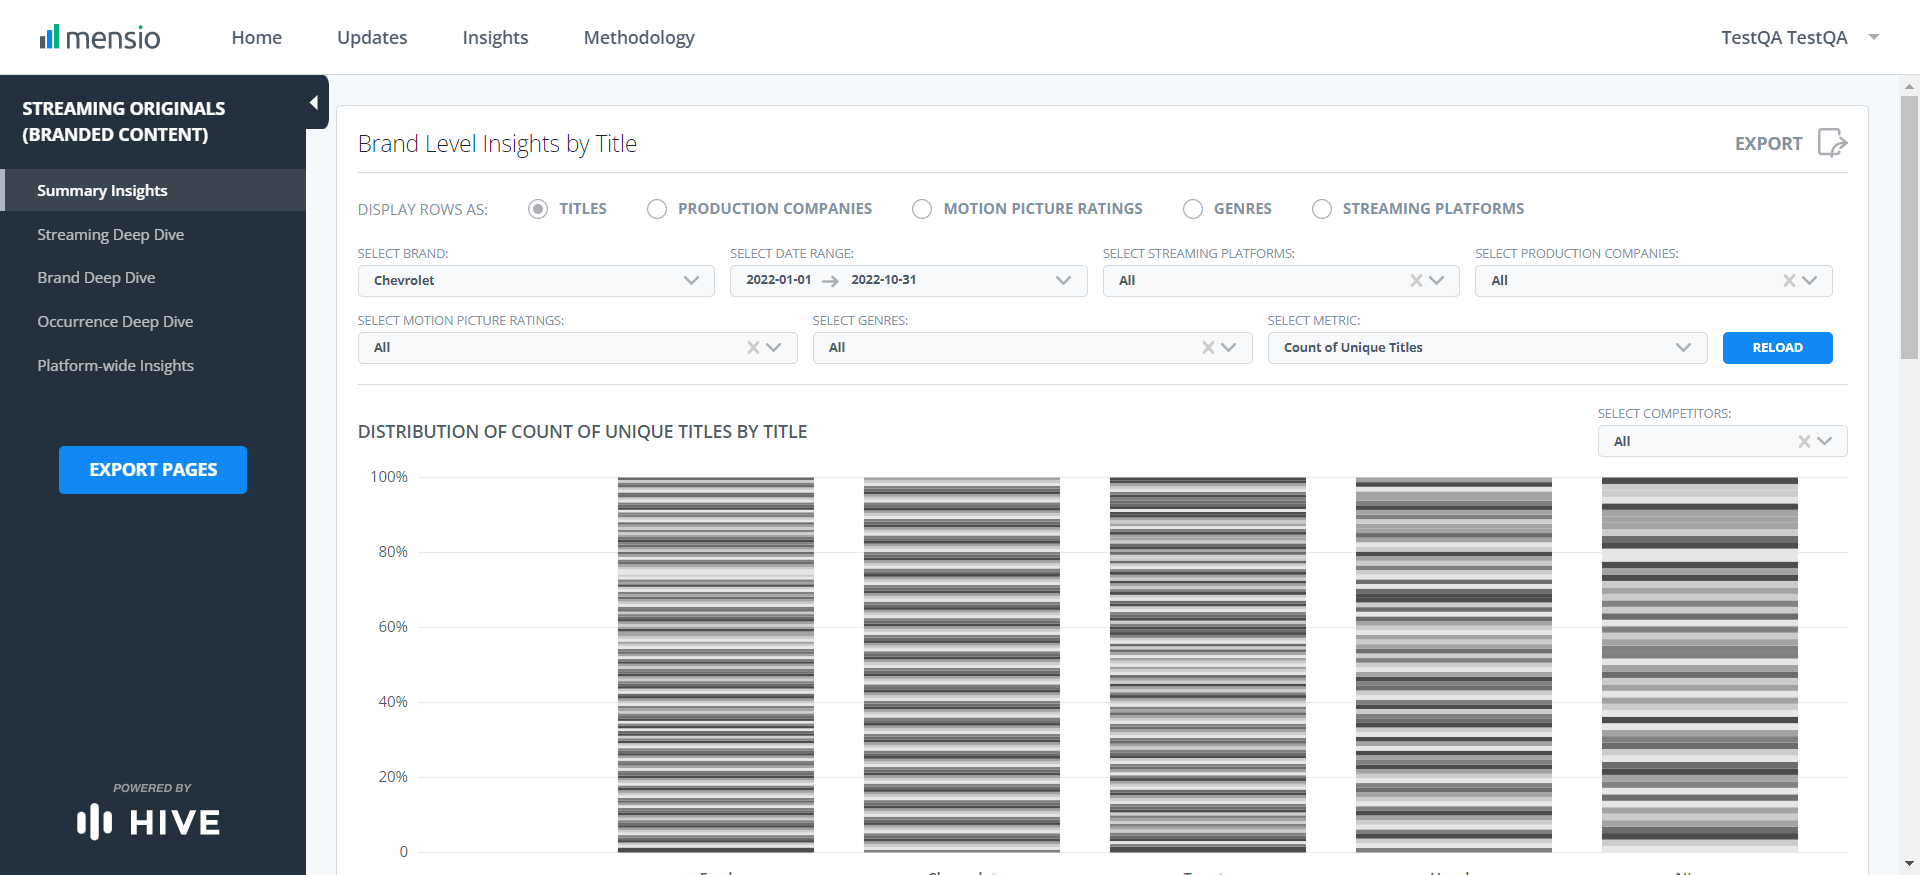 mensio
Home
Updates
Insights
Methodology
TestQA TestQA
STREAMING ORIGINALS
(BRANDED CONTENT)
Summary Insights
Streaming Deep Dive
Brand Deep Dive
Occurrence Deep Dive
Platform-wide Insights
EXPORT PAGES
POWERED BY
HIVE
Brand Level Insights by Title
EXPORT
DISPLAY ROWS AS:
TITLES
PRODUCTION COMPANIES
MOTION PICTURE RATINGS
GENRES
STREAMING PLATFORMS
SELECT BRAND:
Chevrolet
SELECT DATE RANGE:
2022-01-01 → 2022-10-31
SELECT STREAMING PLATFORMS:
All
SELECT PRODUCTION COMPANIES:
All
SELECT MOTION PICTURE RATINGS:
All
SELECT GENRES:
All
SELECT METRIC:
Count of Unique Titles
RELOAD
DISTRIBUTION OF COUNT OF UNIQUE TITLES BY TITLE
SELECT COMPETITORS:
All
100%
80%
60%
40%
20%
0